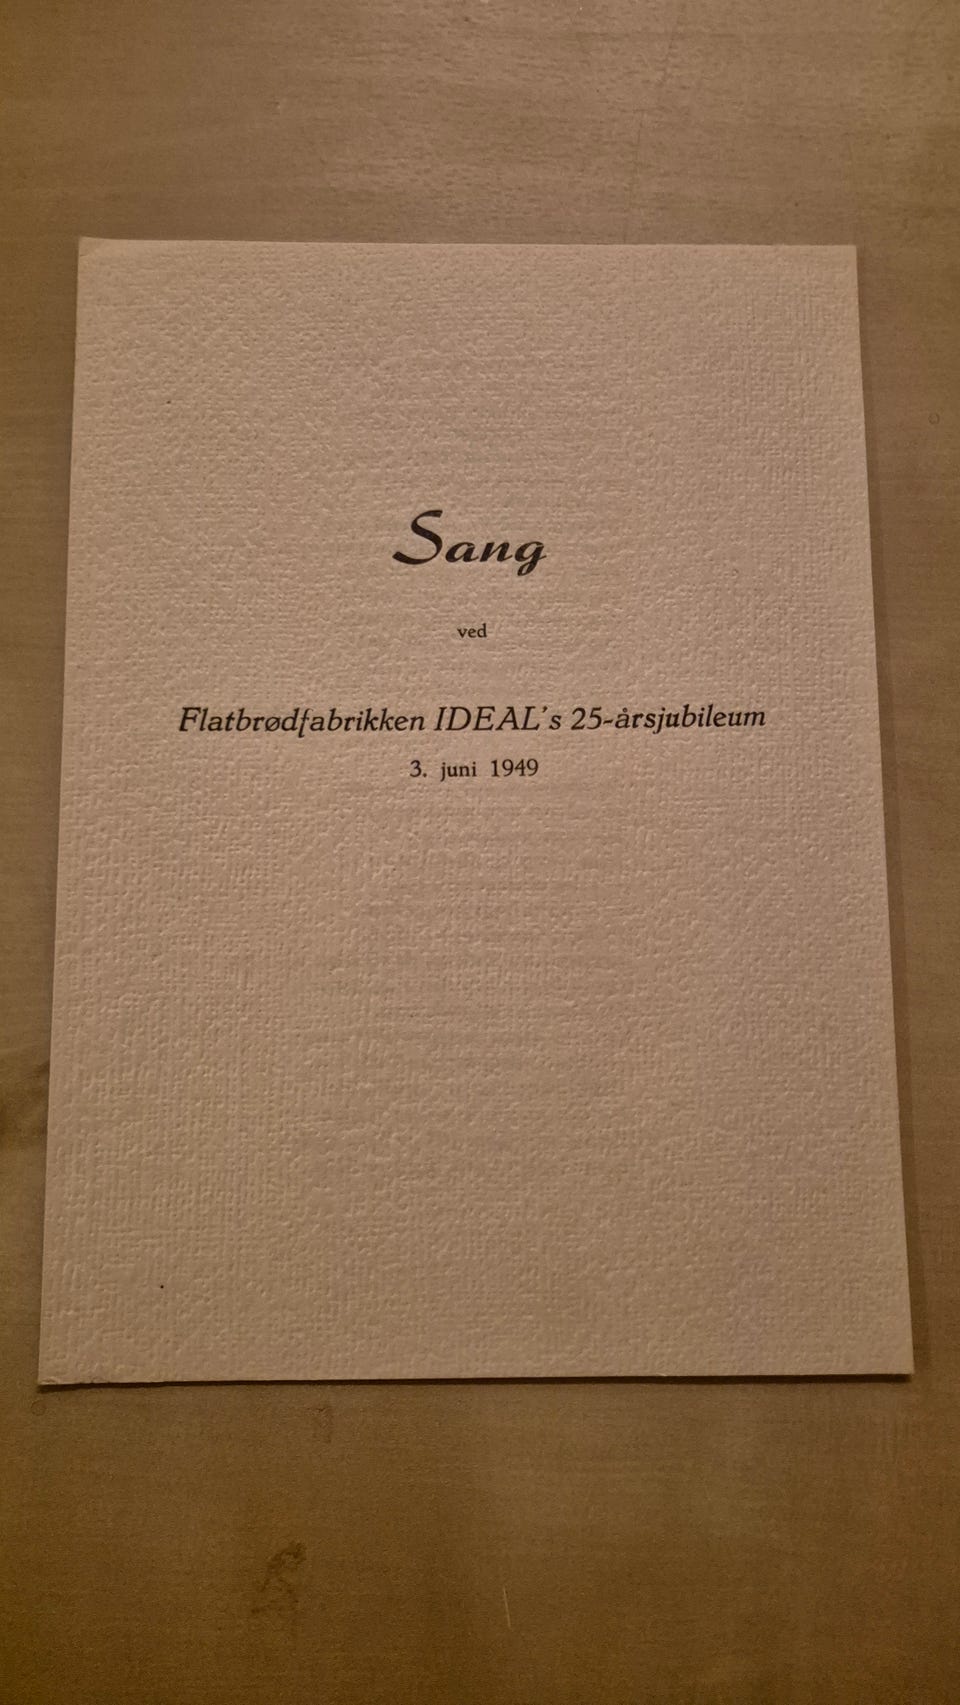 Sang
ved
Flatbrødfabrikken IDEAL's 25-årsjubileum
3. juni 1949